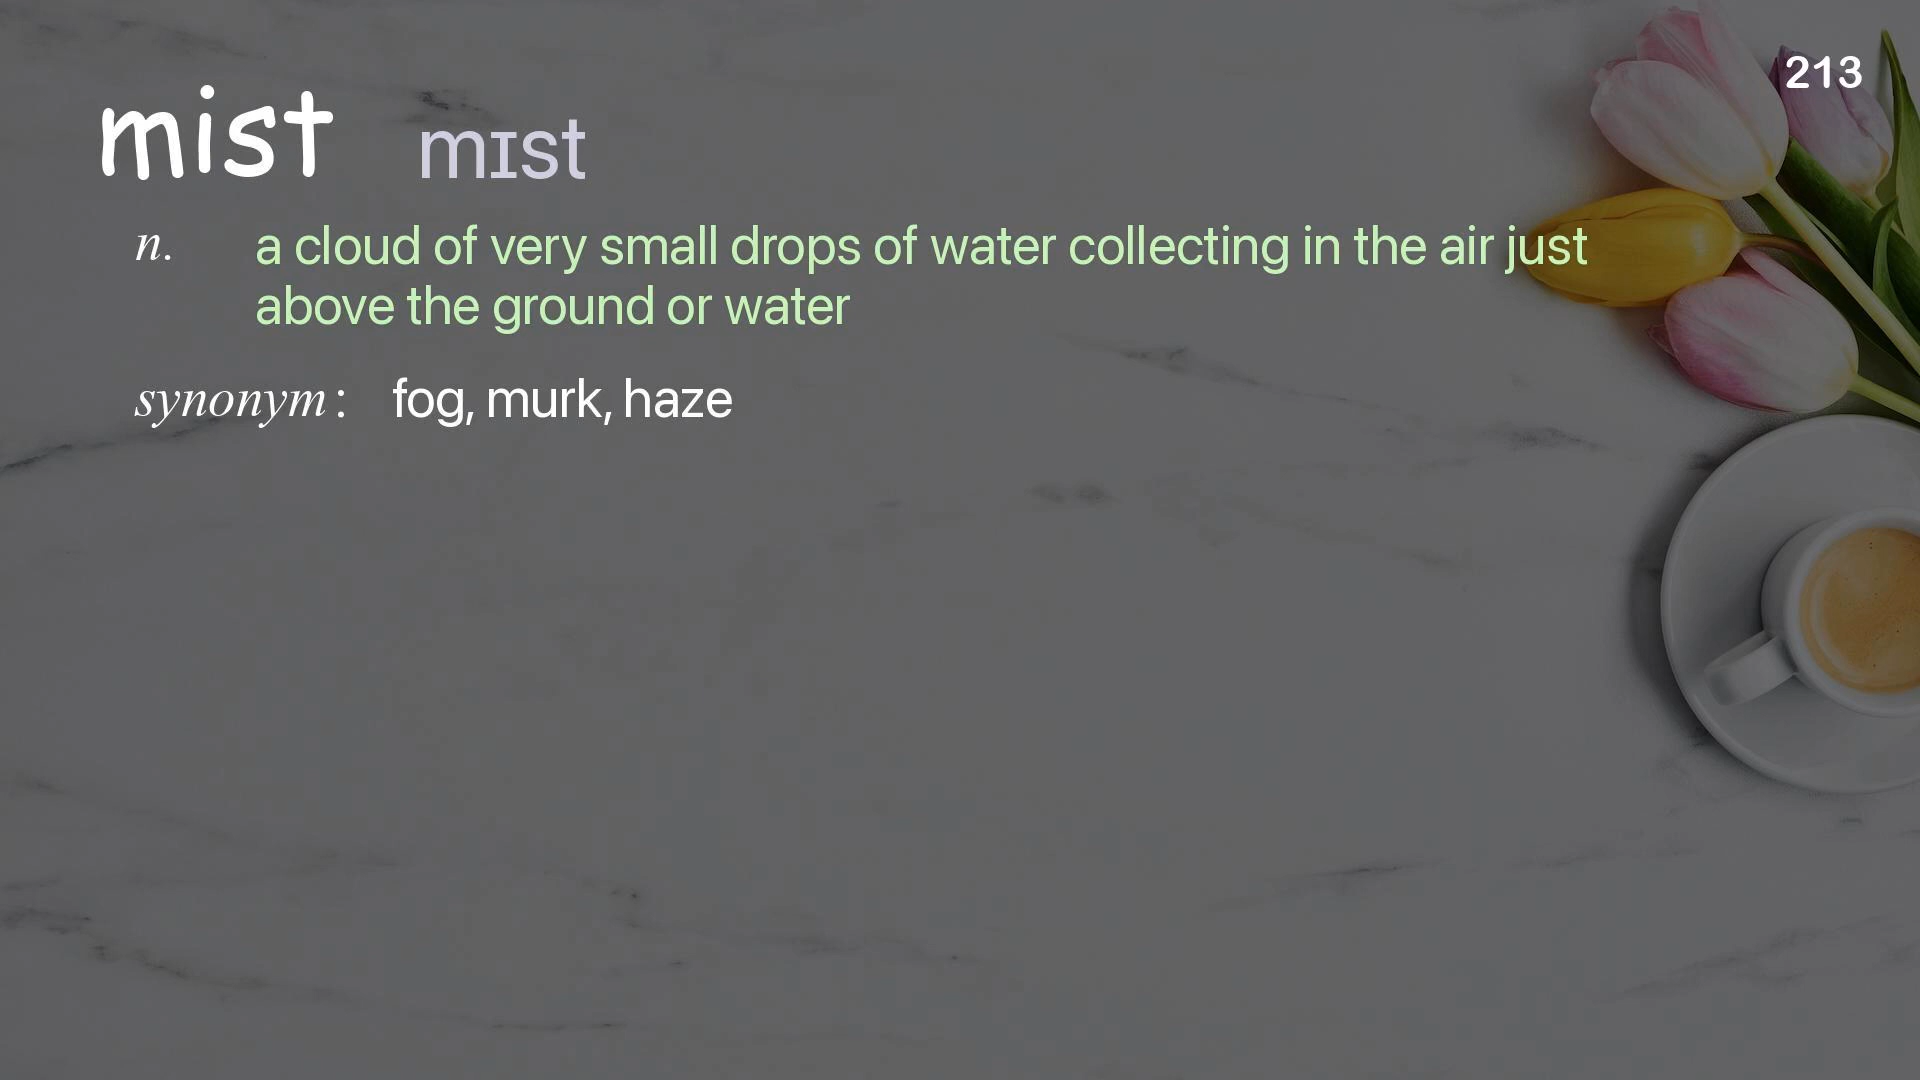 213
mist mɪst
n. a cloud of very small drops of water collecting in the air just
above the ground or water
synonym: fog, murk, haze